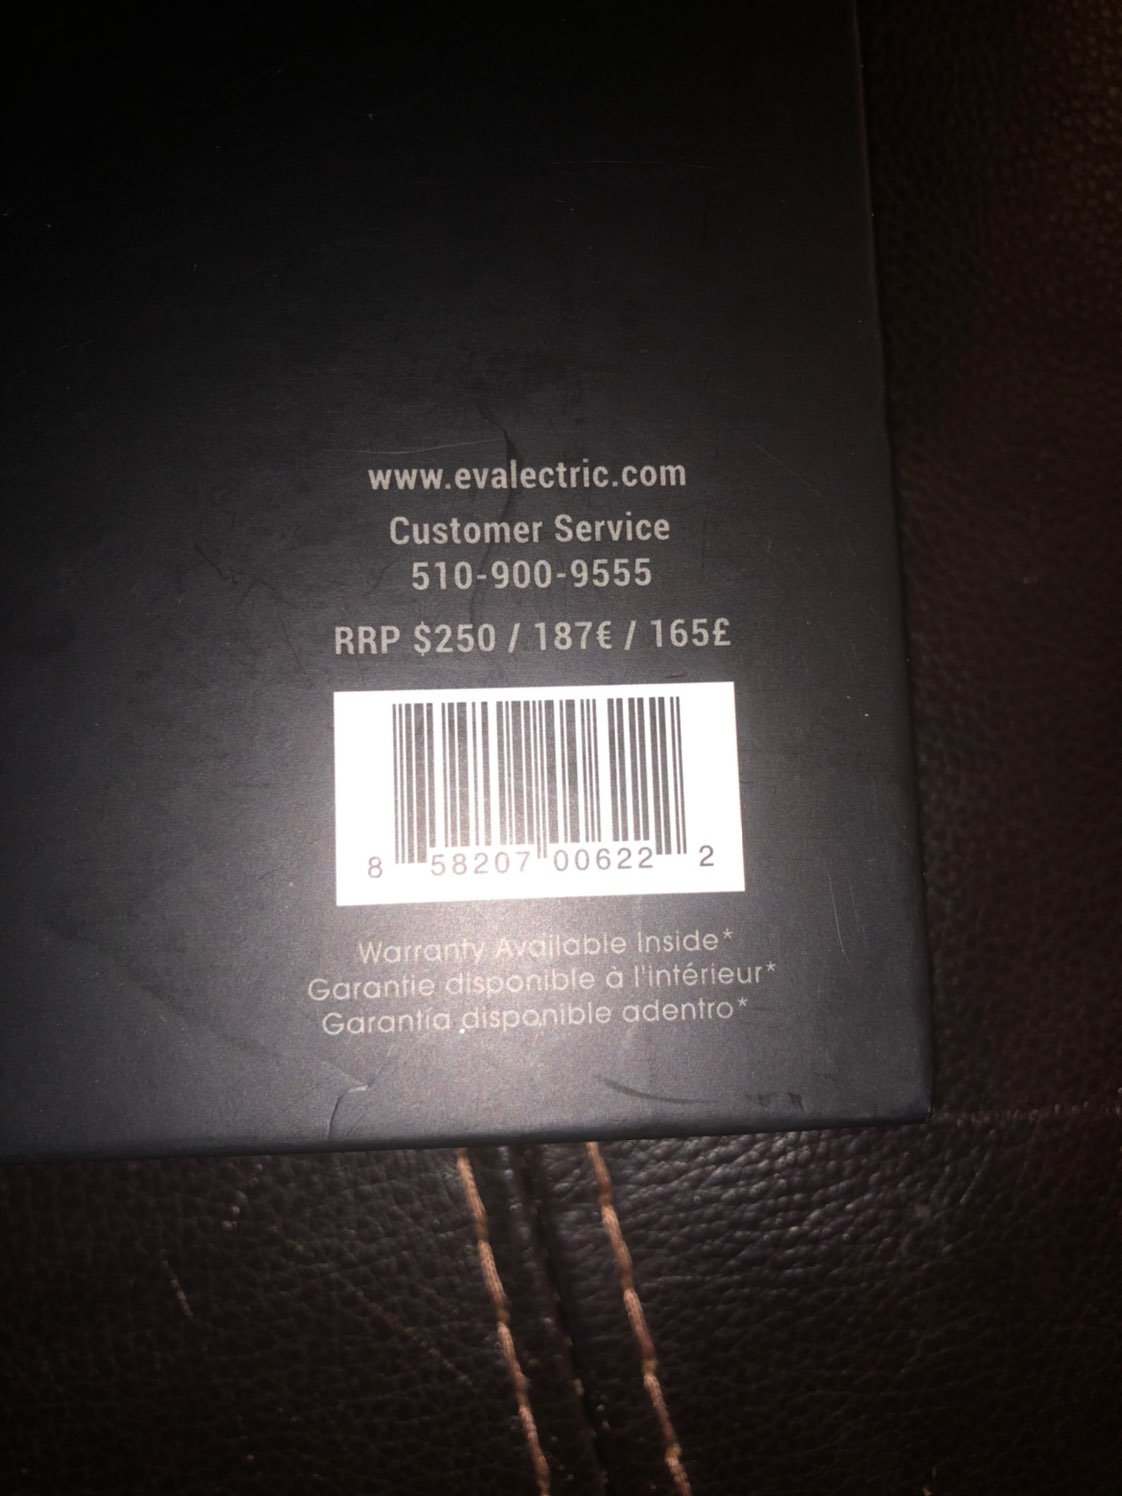 www.evalectric.com
Customer Service
510-900-9555
RRP $250 / 187€ / 165£
8 58207 00622 2
Warranty Available Inside*
Garantie disponible à l'intérieur*
Garantía disponible adentro*